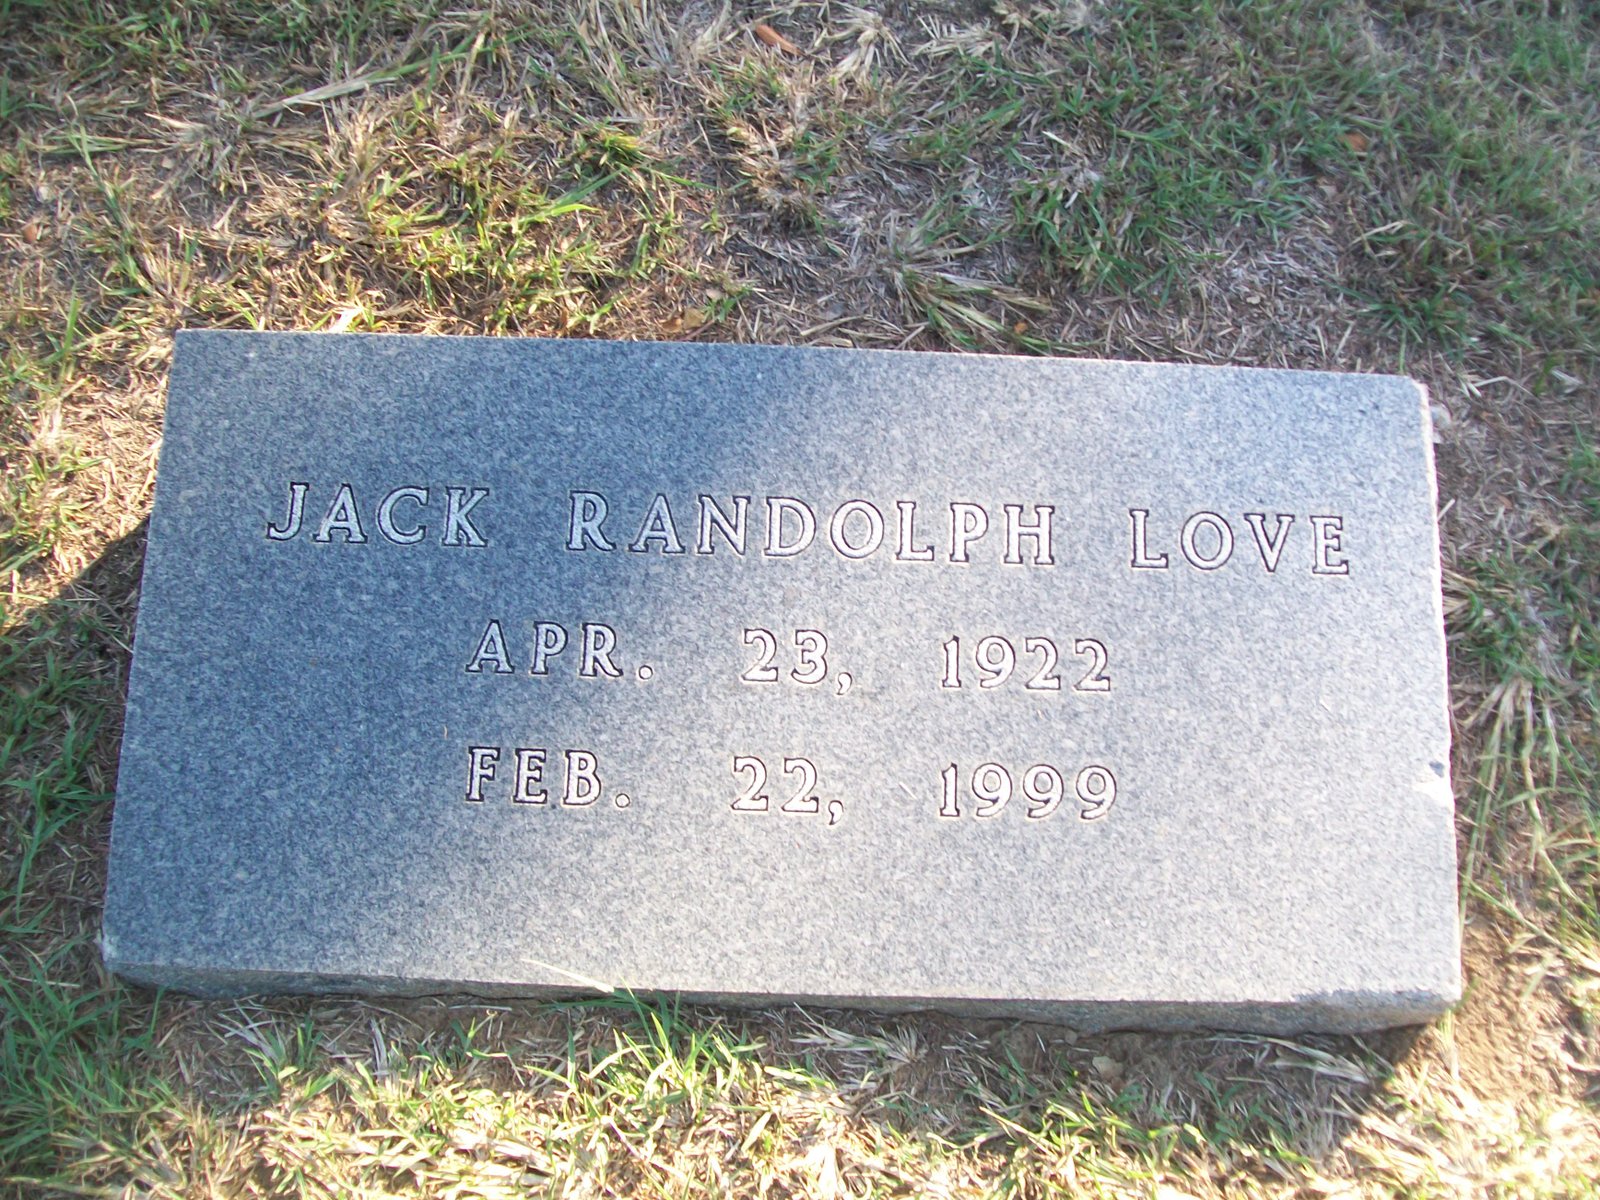 JACK RANDOLPH LOVE
APR. 23, 1922
FEB. 22, 1999